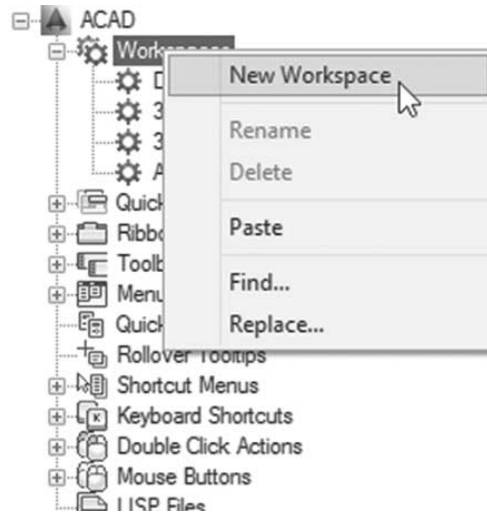 ACAD
New Workspace
Rename
Delete
Paste
Find...
Replace...
Rollover Tooltips
Shortcut Menus
Keyboard Shortcuts
Double Click Actions
Mouse Buttons
LISP Files